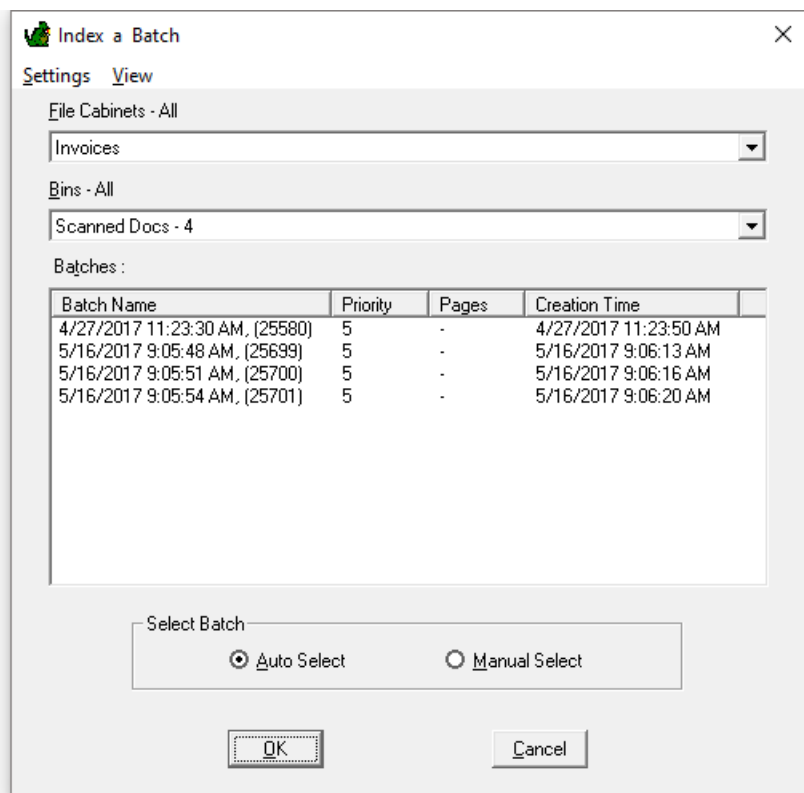 Index a Batch
Settings View
File Cabinets - All
Invoices
Bins - All
Scanned Docs - 4
Batches :
Batch Name Priority Pages Creation Time
4/27/2017 11:23:30 AM, (25580) 5 - 4/27/2017 11:23:50 AM
5/16/2017 9:05:48 AM, (25699) 5 - 5/16/2017 9:06:13 AM
5/16/2017 9:05:51 AM, (25700) 5 - 5/16/2017 9:06:16 AM
5/16/2017 9:05:54 AM, (25701) 5 - 5/16/2017 9:06:20 AM
Select Batch
Auto Select Manual Select
OK Cancel